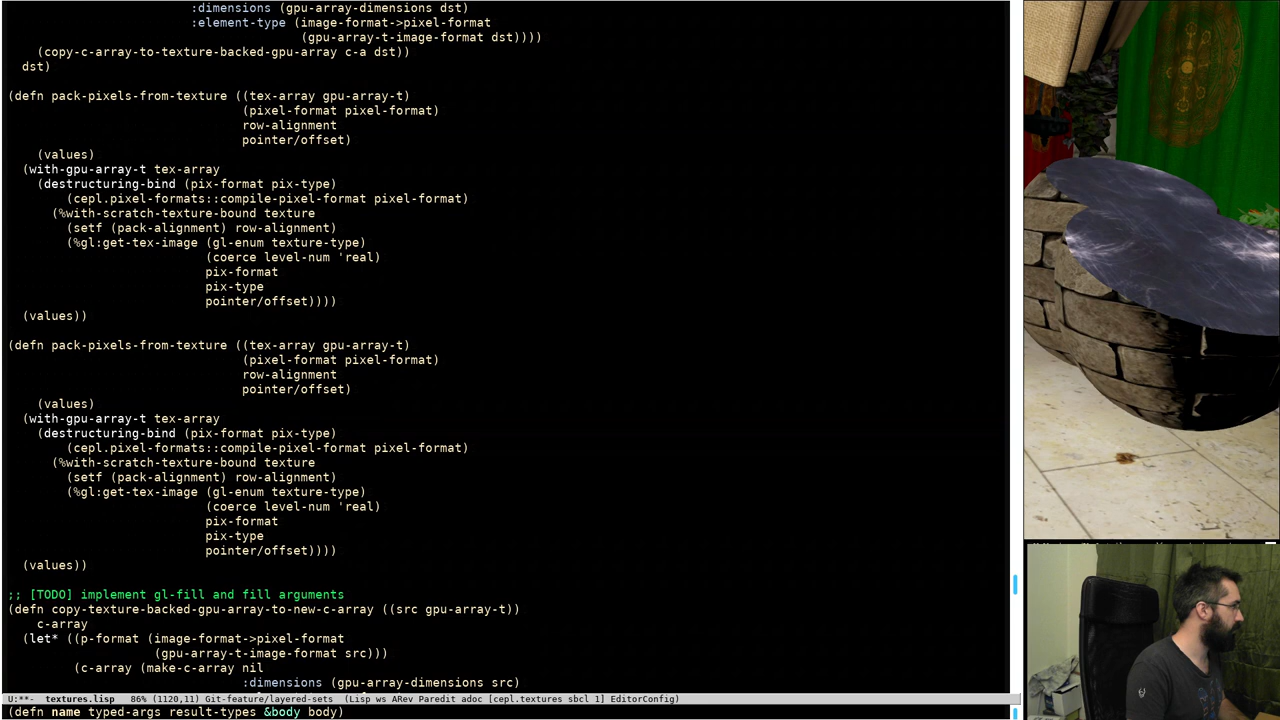 :dimensions (gpu-array-dimensions dst)
:element-type (image-format->pixel-format
(gpu-array-t-image-format dst))))
(copy-c-array-to-texture-backed-gpu-array c-a dst))
dst)
(defn pack-pixels-from-texture ((tex-array gpu-array-t)
(pixel-format pixel-format)
row-alignment
pointer/offset)
(values)
(with-gpu-array-t tex-array
(destructuring-bind (pix-format pix-type)
(cepl.pixel-formats::compile-pixel-format pixel-format)
(%with-scratch-texture-bound texture
(setf (pack-alignment) row-alignment)
(%gl:get-tex-image (gl-enum texture-type)
(coerce level-num 'real)
pix-format
pix-type
pointer/offset))))
(values))
(defn pack-pixels-from-texture ((tex-array gpu-array-t)
(pixel-format pixel-format)
row-alignment
pointer/offset)
(values)
(with-gpu-array-t tex-array
(destructuring-bind (pix-format pix-type)
(cepl.pixel-formats::compile-pixel-format pixel-format)
(%with-scratch-texture-bound texture
(setf (pack-alignment) row-alignment)
(%gl:get-tex-image (gl-enum texture-type)
(coerce level-num 'real)
pix-format
pix-type
pointer/offset))))
(values))
;; [TODO] implement gl-fill and fill arguments
(defn copy-texture-backed-gpu-array-to-new-c-array ((src gpu-array-t))
c-array
(let* ((p-format (image-format->pixel-format
(gpu-array-t-image-format src)))
(c-array (make-c-array nil
:dimensions (gpu-array-dimensions src)
U:**-  textures.lisp   86% (1120,11) Git-feature/layered-sets  (Lisp ws ARev Paredit adoc [cepl.textures sbcl 1] EditorConfig)
(defn name typed-args result-types &body body)